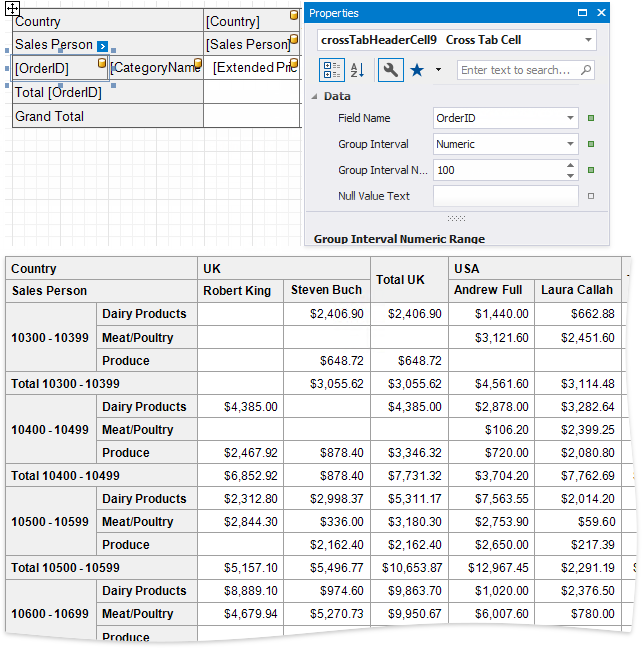 Country [Country]
Sales Person [Sales Person]
[OrderID] [CategoryName [Extended Pric
Total [OrderID]
Grand Total
Properties
crossTabHeaderCell9 Cross Tab Cell
Enter text to search...
Data
Field Name OrderID
Group Interval Numeric
Group Interval N... 100
Null Value Text
Group Interval Numeric Range
Country UK Total UK USA
Sales Person Robert King Steven Buch Andrew Full Laura Callah
10300 - 10399 Dairy Products $2,406.90 $2,406.90 $1,440.00 $662.88
Meat/Poultry $3,121.60 $2,451.60
Produce $648.72 $648.72
Total 10300 - 10399 $3,055.62 $3,055.62 $4,561.60 $3,114.48
10400 - 10499 Dairy Products $4,385.00 $4,385.00 $2,878.00 $3,282.64
Meat/Poultry $106.20 $2,399.25
Produce $2,467.92 $878.40 $3,346.32 $720.00 $2,080.80
Total 10400 - 10499 $6,852.92 $878.40 $7,731.32 $3,704.20 $7,762.69
10500 - 10599 Dairy Products $2,312.80 $2,998.37 $5,311.17 $7,563.55 $2,014.20
Meat/Poultry $2,844.30 $336.00 $3,180.30 $2,753.90 $59.60
Produce $2,162.40 $2,162.40 $2,650.00 $217.39
Total 10500 - 10599 $5,157.10 $5,496.77 $10,653.87 $12,967.45 $2,291.19
10600 - 10699 Dairy Products $8,889.10 $974.60 $9,863.70 $1,020.00 $2,376.50
Meat/Poultry $4,679.94 $5,270.73 $9,950.67 $6,007.60 $780.00
Produce